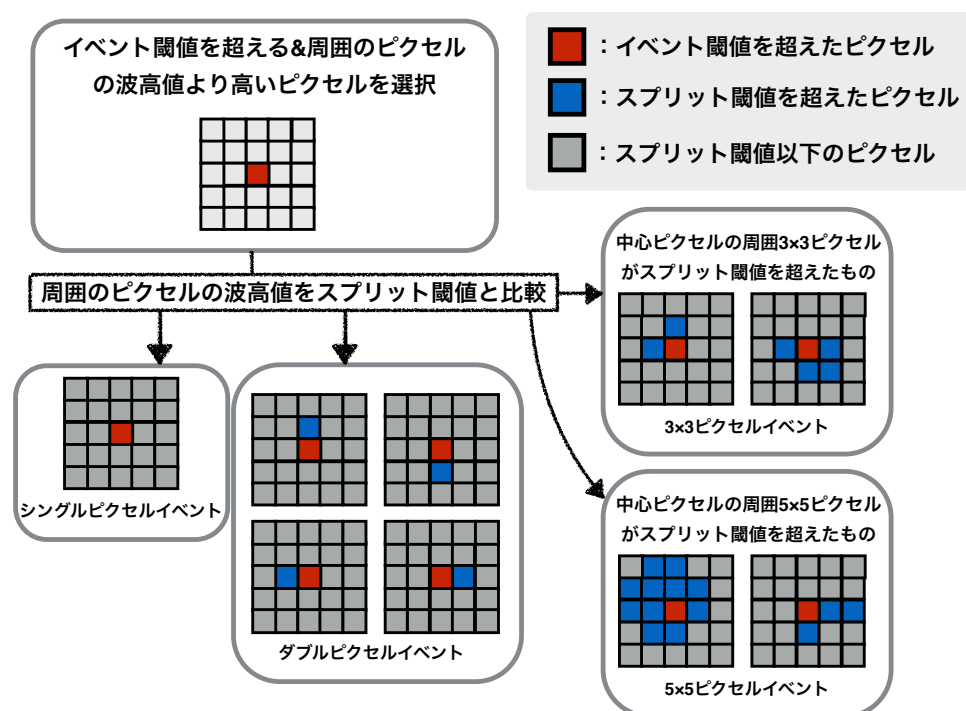 イベント閾値を超える&周囲のピクセル
の波高値より高いピクセルを選択
：イベント閾値を超えたピクセル
：スプリット閾値を超えたピクセル
：スプリット閾値以下のピクセル
周囲のピクセルの波高値をスプリット閾値と比較
シングルピクセルイベント
ダブルピクセルイベント
中心ピクセルの周囲3×3ピクセル
がスプリット閾値を超えたもの
3×3ピクセルイベント
中心ピクセルの周囲5×5ピクセル
がスプリット閾値を超えたもの
5×5ピクセルイベント